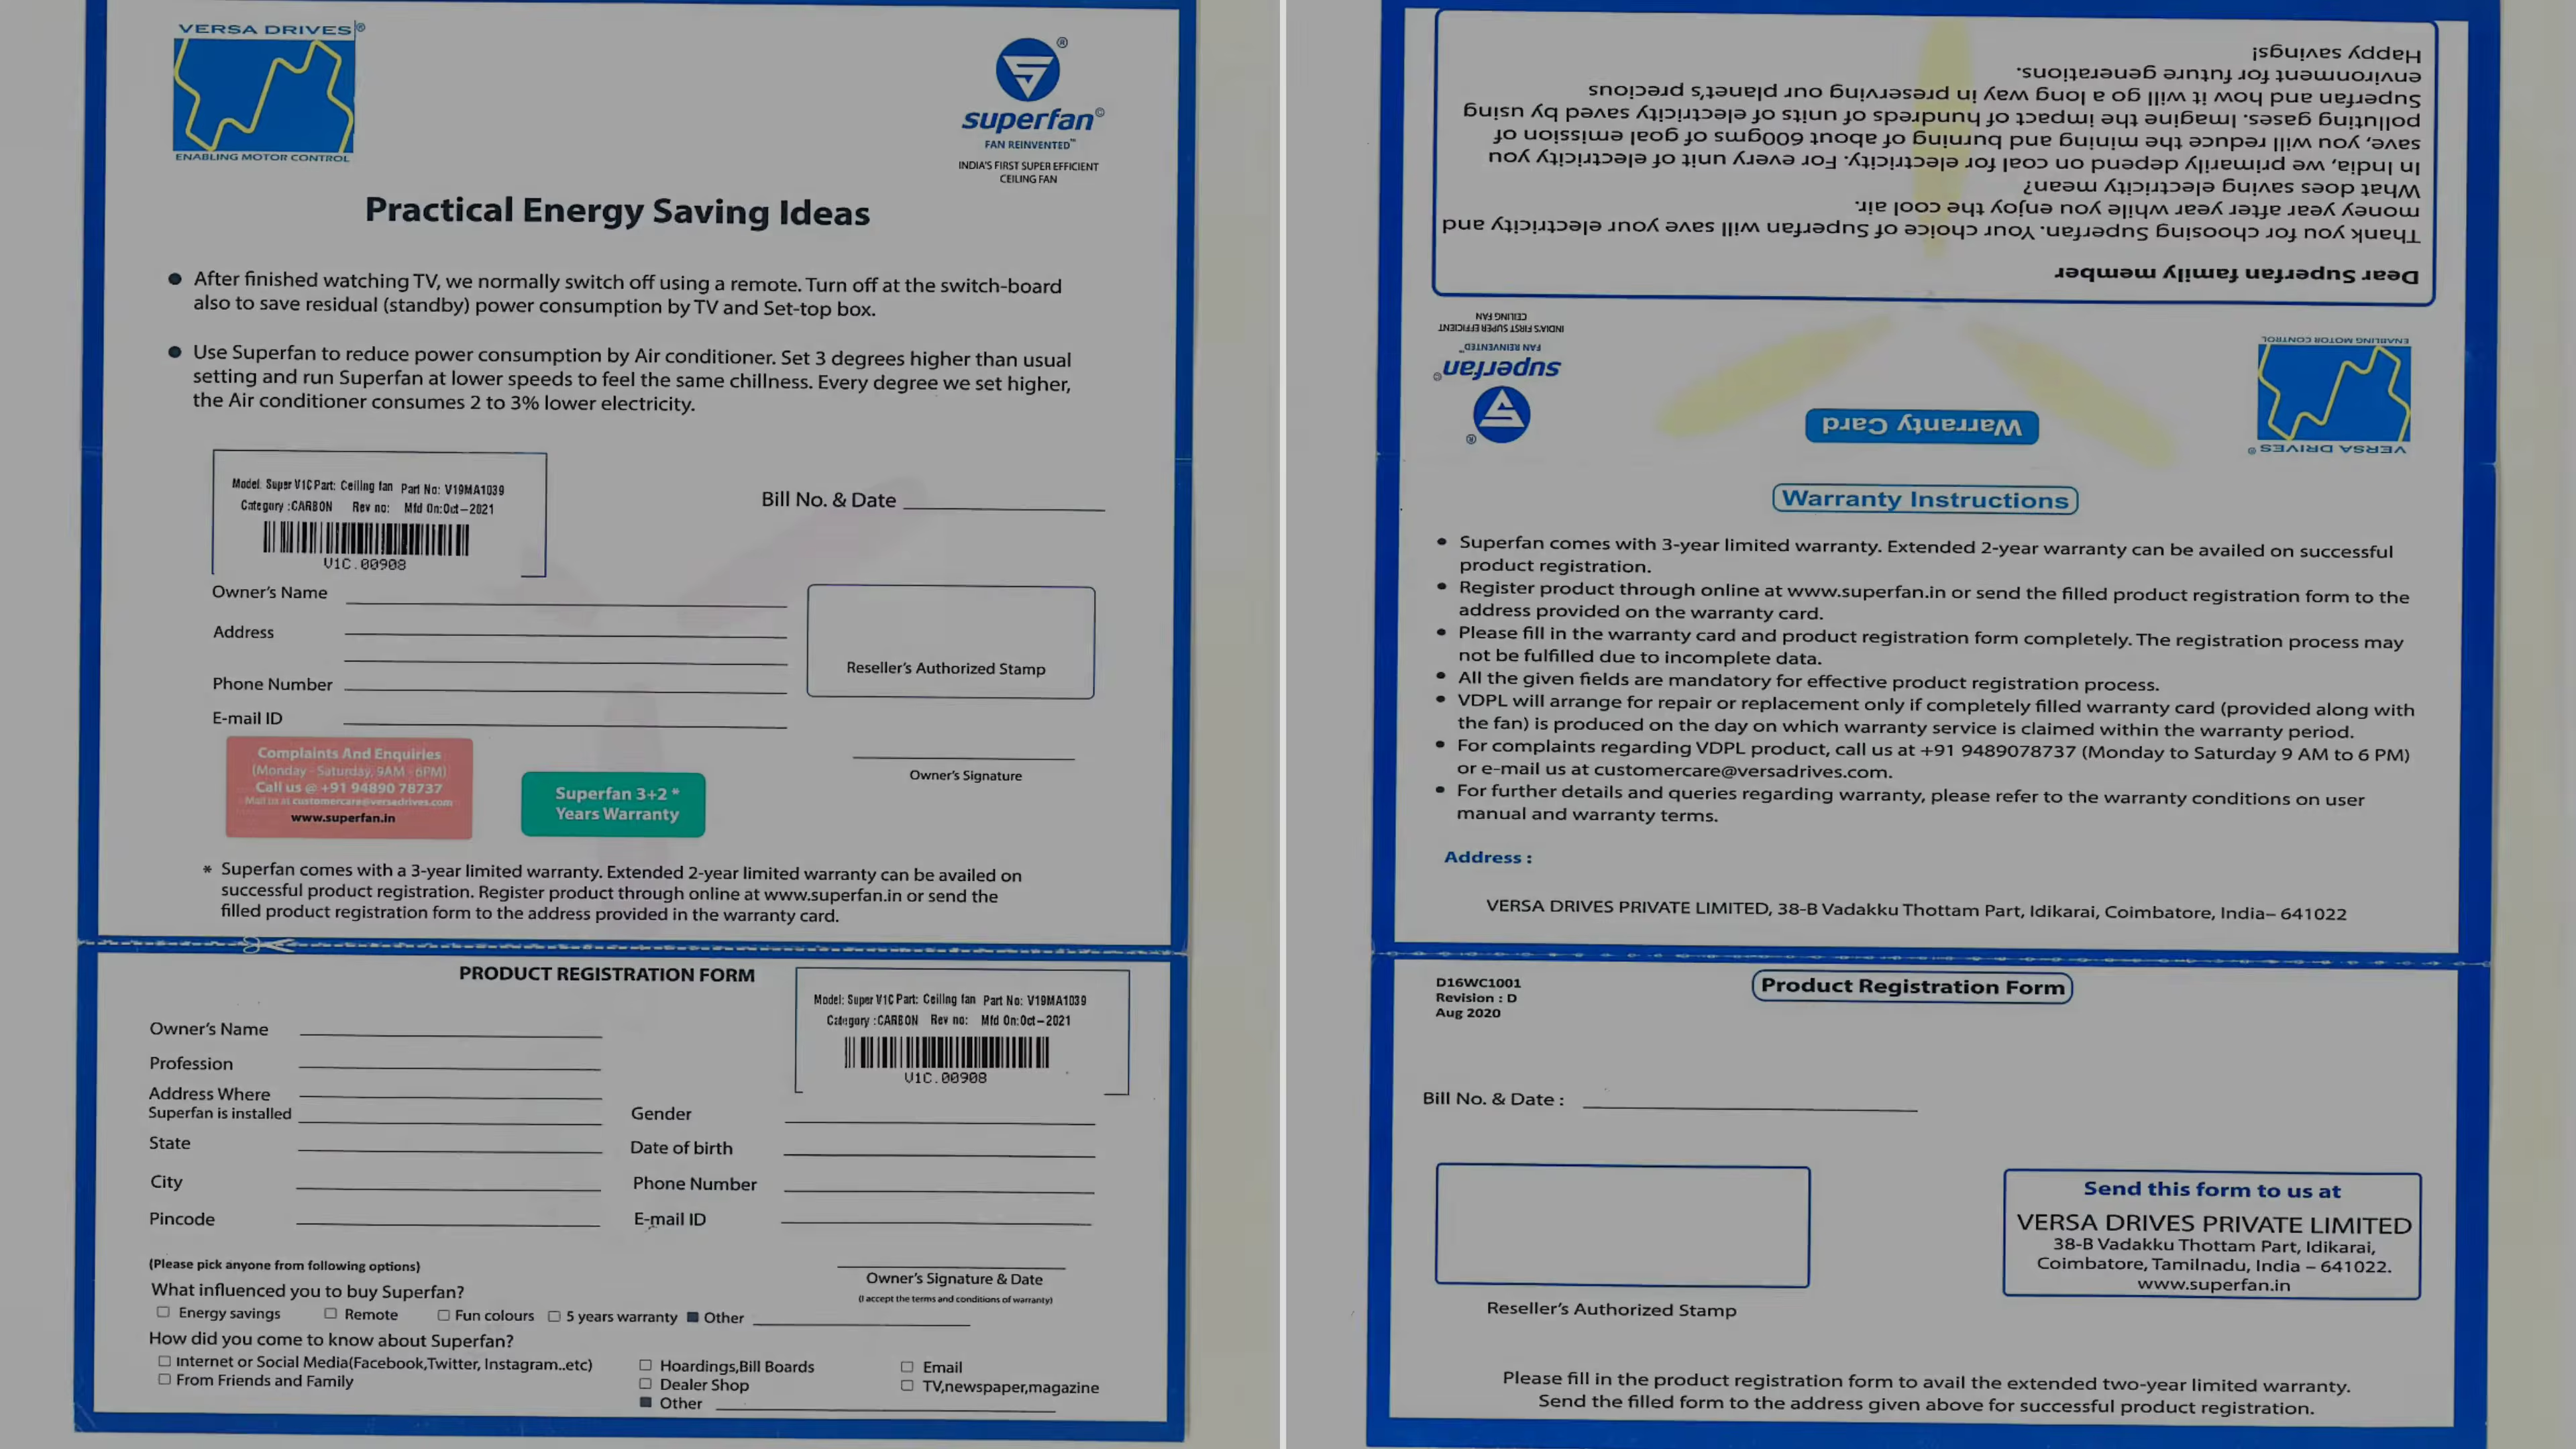 VERSA DRIVES®
ENABLING MOTOR CONTROL
®
superfan©
FAN REINVENTED™
INDIA'S FIRST SUPER EFFICIENT
CEILING FAN
Practical Energy Saving Ideas
● After finished watching TV, we normally switch off using a remote. Turn off at the switch-board
also to save residual (standby) power consumption by TV and Set-top box.
● Use Superfan to reduce power consumption by Air conditioner. Set 3 degrees higher than usual
setting and run Superfan at lower speeds to feel the same chillness. Every degree we set higher,
the Air conditioner consumes 2 to 3% lower electricity.
Model: Super V1C Part: Ceiling fan Part No: V19MA1039
Category :CARBON Rev no: Mfd On:Oct-2021
V1C.00908
Bill No. & Date
Owner's Name
Address
Phone Number
E-mail ID
Reseller's Authorized Stamp
Owner's Signature
Complaints And Enquiries
(Monday - Saturday, 9AM - 6PM)
Call us @ +91 94890 78737
Mail us at customercare@versadrives.com
www.superfan.in
Superfan 3+2 *
Years Warranty
* Superfan comes with a 3-year limited warranty. Extended 2-year limited warranty can be availed on
successful product registration. Register product through online at www.superfan.in or send the
filled product registration form to the address provided in the warranty card.
PRODUCT REGISTRATION FORM
Model: Super V1C Part: Ceiling fan Part No: V19MA1039
Category :CARBON Rev no: Mfd On:Oct-2021
V1C.00908
Owner's Name
Profession
Address Where
Superfan is installed
State
City
Pincode
Gender
Date of birth
Phone Number
E-mail ID
(Please pick anyone from following options)
What influenced you to buy Superfan?
Energy savings Remote Fun colours 5 years warranty Other
Owner's Signature & Date
(I accept the terms and conditions of warranty)
How did you come to know about Superfan?
Internet or Social Media(Facebook,Twitter, Instagram..etc)
From Friends and Family
Hoardings,Bill Boards
Dealer Shop
Other
Email
TV,newspaper,magazine
Warranty Card
VERSA DRIVES®
ENABLING MOTOR CONTROL
®
superfan©
FAN REINVENTED™
INDIA'S FIRST SUPER EFFICIENT
CEILING FAN
Dear Superfan family member
Thank you for choosing Superfan. Your choice of Superfan will save your electricity and
money year after year while you enjoy the cool air.
What does saving electricity mean?
In India, we primarily depend on coal for electricity. For every unit of electricity you
save, you will reduce the mining and burning of about 600gms of goal emission of
polluting gases. Imagine the impact of hundreds of units of electricity saved by using
Superfan and how it will go a long way in preserving our planet's precious
environment for future generations.
Happy savings!
Warranty Instructions
• Superfan comes with 3-year limited warranty. Extended 2-year warranty can be availed on successful
product registration.
• Register product through online at www.superfan.in or send the filled product registration form to the
address provided on the warranty card.
• Please fill in the warranty card and product registration form completely. The registration process may
not be fulfilled due to incomplete data.
• All the given fields are mandatory for effective product registration process.
• VDPL will arrange for repair or replacement only if completely filled warranty card (provided along with
the fan) is produced on the day on which warranty service is claimed within the warranty period.
• For complaints regarding VDPL product, call us at +91 9489078737 (Monday to Saturday 9 AM to 6 PM)
or e-mail us at customercare@versadrives.com.
• For further details and queries regarding warranty, please refer to the warranty conditions on user
manual and warranty terms.
Address :
VERSA DRIVES PRIVATE LIMITED, 38-B Vadakku Thottam Part, Idikarai, Coimbatore, India– 641022
D16WC1001
Revision : D
Aug 2020
Product Registration Form
Bill No. & Date :
Reseller's Authorized Stamp
Send this form to us at
VERSA DRIVES PRIVATE LIMITED
38-B Vadakku Thottam Part, Idikarai,
Coimbatore, Tamilnadu, India – 641022.
www.superfan.in
Please fill in the product registration form to avail the extended two-year limited warranty.
Send the filled form to the address given above for successful product registration.